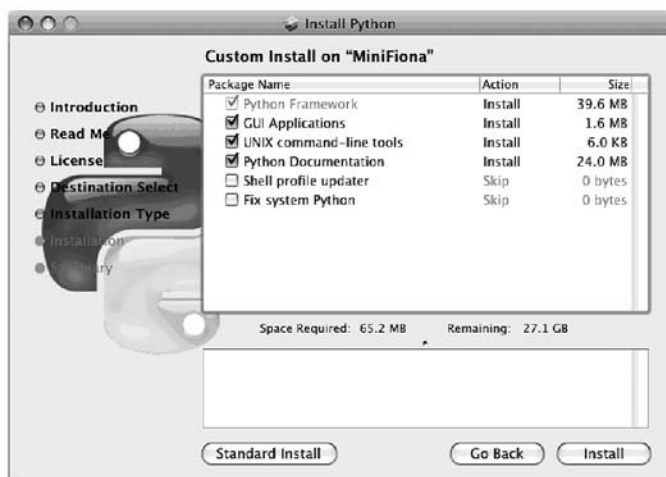 Install Python
Custom Install on “MiniFiona”
Introduction
Read Me
License
Destination Select
Installation Type
Installation
Package Name Action Size
Python Framework Install 39.6 MB
GUI Applications Install 1.6 MB
UNIX command-line tools Install 6.0 KB
Python Documentation Install 24.0 MB
Shell profile updater Skip 0 bytes
Fix system Python Skip 0 bytes
Space Required: 65.2 MB Remaining: 27.1 GB
Standard Install Go Back Install